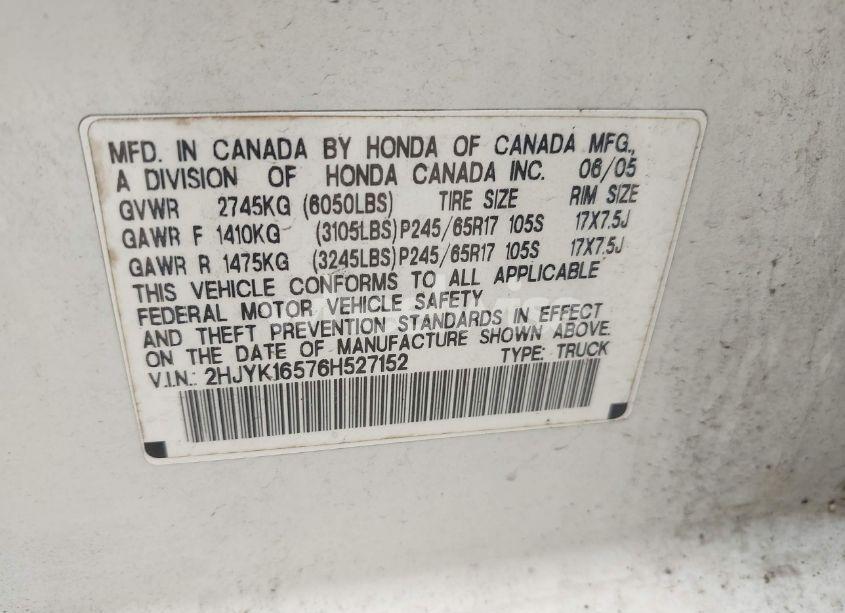 MFD. IN CANADA BY HONDA OF CANADA MFG.,
A DIVISION OF HONDA CANADA INC. 06/05
GVWR 2745KG (6050LBS) TIRE SIZE RIM SIZE
GAWR F 1410KG (3105LBS) P245/65R17 105S 17X7.5J
GAWR R 1475KG (3245LBS) P245/65R17 105S 17X7.5J
THIS VEHICLE CONFORMS TO ALL APPLICABLE
FEDERAL MOTOR VEHICLE SAFETY
AND THEFT PREVENTION STANDARDS IN EFFECT
ON THE DATE OF MANUFACTURE SHOWN ABOVE.
V.I.N.: 2HJYK16576H527152 TYPE: TRUCK